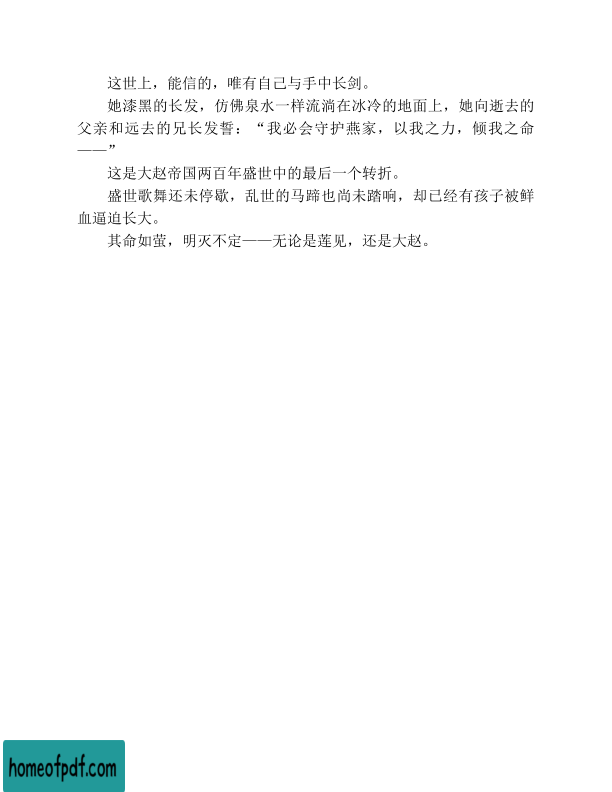 这世上，能信的，唯有自己与手中长剑。
她漆黑的长发，仿佛泉水一样流淌在冰冷的地面上，她向逝去的
父亲和远去的兄长发誓：“我必会守护燕家，以我之力，倾我之命
——”
这是大赵帝国两百年盛世中的最后一个转折。
盛世歌舞还未停歇，乱世的马蹄也尚未踏响，却已经有孩子被鲜
血逼迫长大。
其命如萤，明灭不定——无论是莲见，还是大赵。
homeofpdf.com